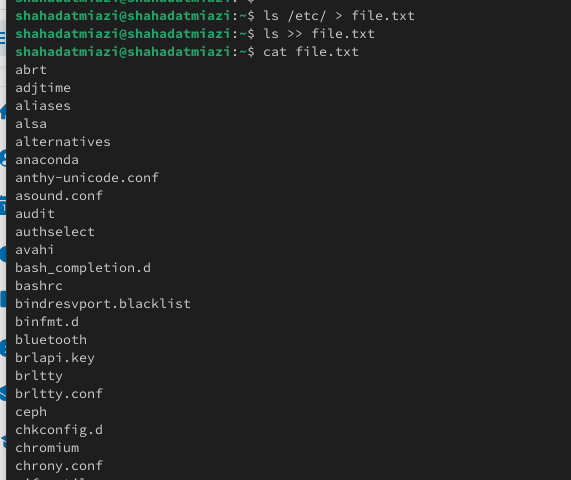 shahadatmiazi@shahadatmiazi:~$ ls /etc/ > file.txt
shahadatmiazi@shahadatmiazi:~$ ls >> file.txt
shahadatmiazi@shahadatmiazi:~$ cat file.txt
abrt
adjtime
aliases
alsa
alternatives
anaconda
anthy-unicode.conf
asound.conf
audit
authselect
avahi
bash_completion.d
bashrc
bindresvport.blacklist
binfmt.d
bluetooth
brlapi.key
brltty
brltty.conf
ceph
chkconfig.d
chromium
chrony.conf